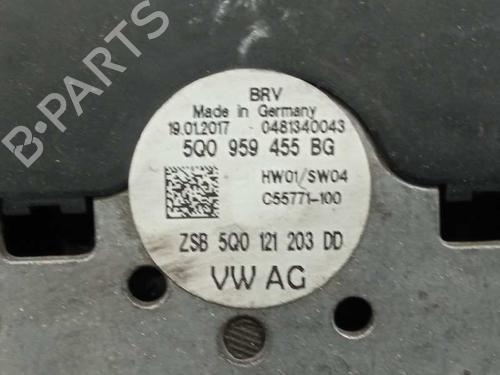 B-PARTS
BRV
Made in Germany
19.01.2017 0481340043
5Q0 959 455 BG
HW01/SW04
C55771-100
ZSB 5Q0 121 203 DD
VW AG